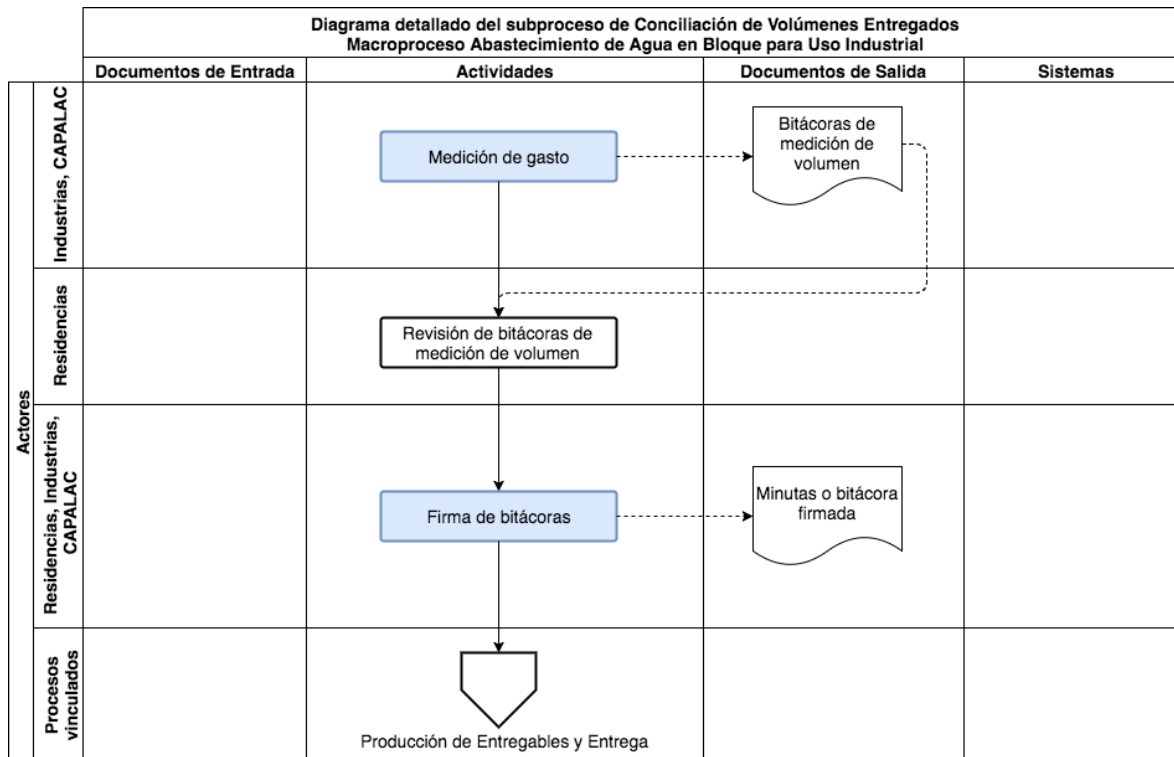 Diagrama detallado del subproceso de Conciliación de Volúmenes Entregados
Macroproceso Abastecimiento de Agua en Bloque para Uso Industrial
Documentos de Entrada
Actividades
Documentos de Salida
Sistemas
Actores
Industrias, CAPALAC
Medición de gasto
Bitácoras de
medición de
volumen
Residencias
Revisión de bitácoras de
medición de volumen
Residencias, Industrias,
CAPALAC
Firma de bitácoras
Minutas o bitácora
firmada
Procesos
vinculados
Producción de Entregables y Entrega